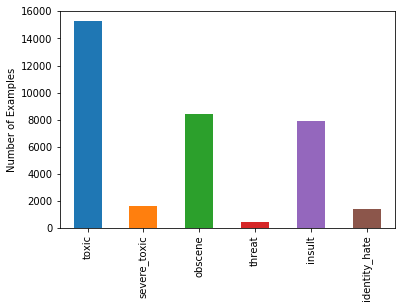 16000
14000
12000
10000
8000
6000
4000
2000
0
Number of Examples
toxic
severe_toxic
obscene
threat
insult
identity_hate